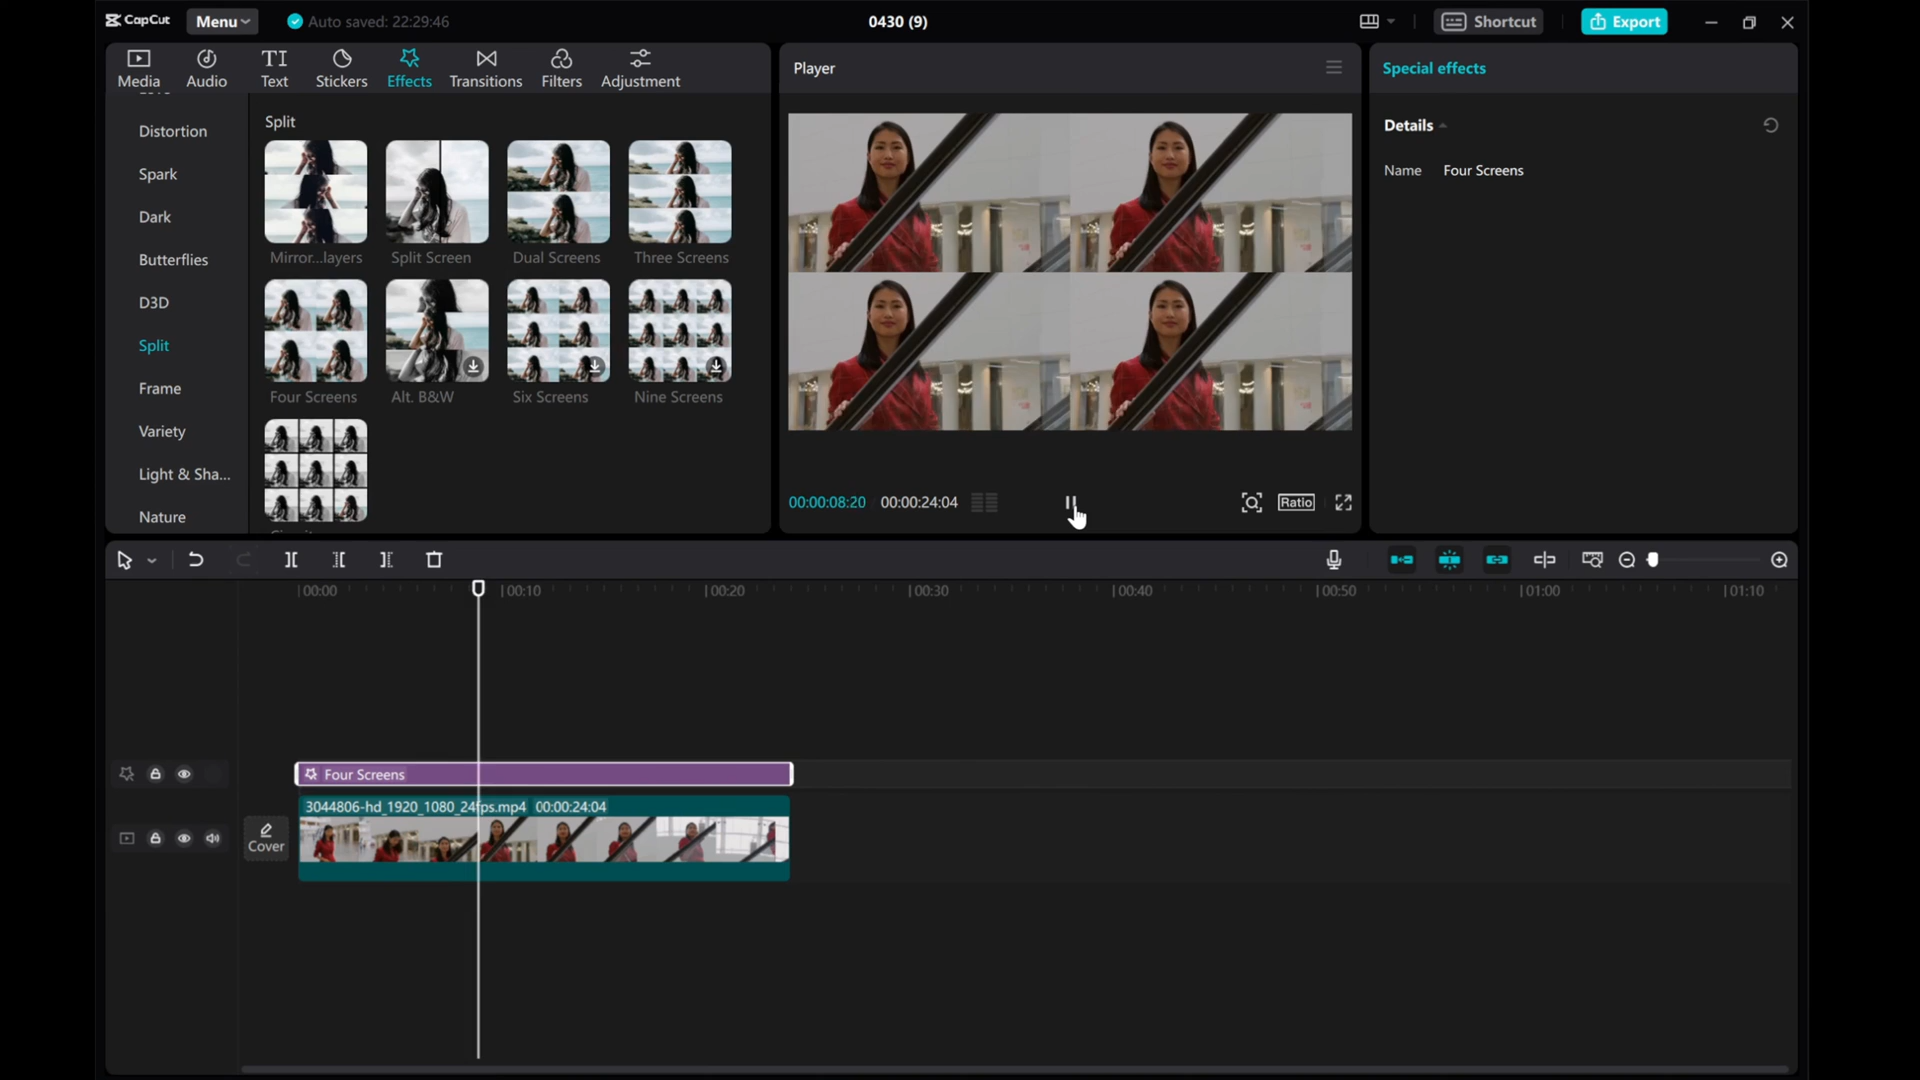 CapCut
Menu
Auto saved: 22:29:46
0430 (9)
Shortcut
Export
Media
Audio
Text
Stickers
Effects
Transitions
Filters
Adjustment
Player
Special effects
Distortion
Spark
Dark
Butterflies
D3D
Split
Frame
Variety
Light & Sha...
Nature
Split
Mirror...layers
Split Screen
Dual Screens
Three Screens
Four Screens
Alt. B&W
Six Screens
Nine Screens
Details
Name Four Screens
00:00:08:20 00:00:24:04
Ratio
00:00 00:10 00:20 00:30 00:40 00:50 01:00 01:10
Four Screens
3044806-hd_1920_1080_24fps.mp4 00:00:24:04
Cover